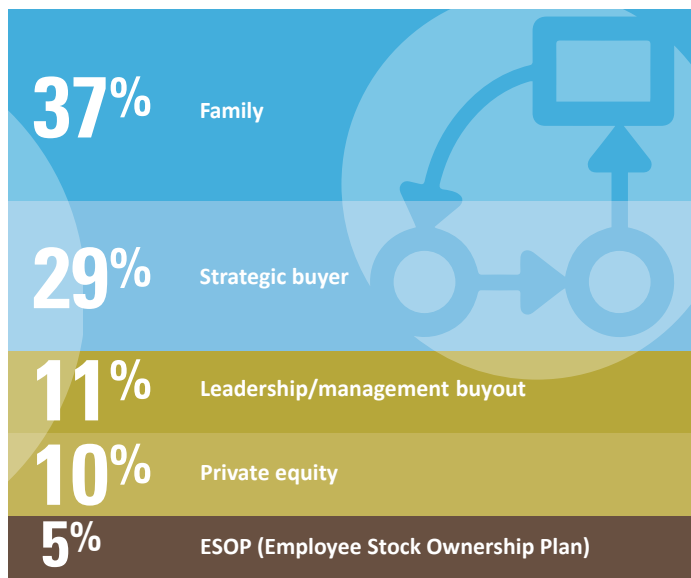 37% Family
29% Strategic buyer
11% Leadership/management buyout
10% Private equity
5% ESOP (Employee Stock Ownership Plan)